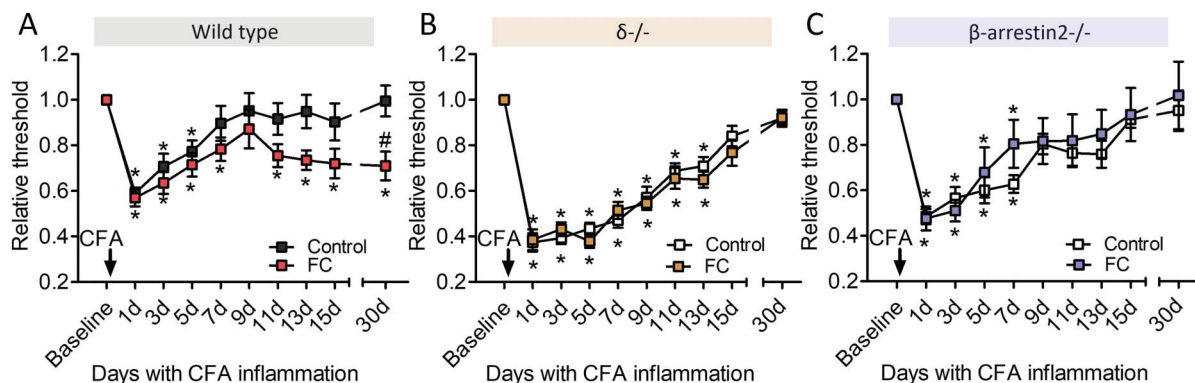 A
Wild type
Relative threshold
1.2
1.0
0.8
0.6
0.4
0.2
* * * * * * * * * * * #
CFA
Control
FC
Baseline 1d 3d 5d 7d 9d 11d 13d 15d 30d
Days with CFA inflammation
B
δ-/-
Relative threshold
1.2
1.0
0.8
0.6
0.4
0.2
* * * * * * * * * * * * * *
CFA
Control
FC
Baseline 1d 3d 5d 7d 9d 11d 13d 15d 30d
Days with CFA inflammation
C
β-arrestin2-/-
Relative threshold
1.2
1.0
0.8
0.6
0.4
0.2
* * * * * * * *
CFA
Control
FC
Baseline 1d 3d 5d 7d 9d 11d 13d 15d 30d
Days with CFA inflammation